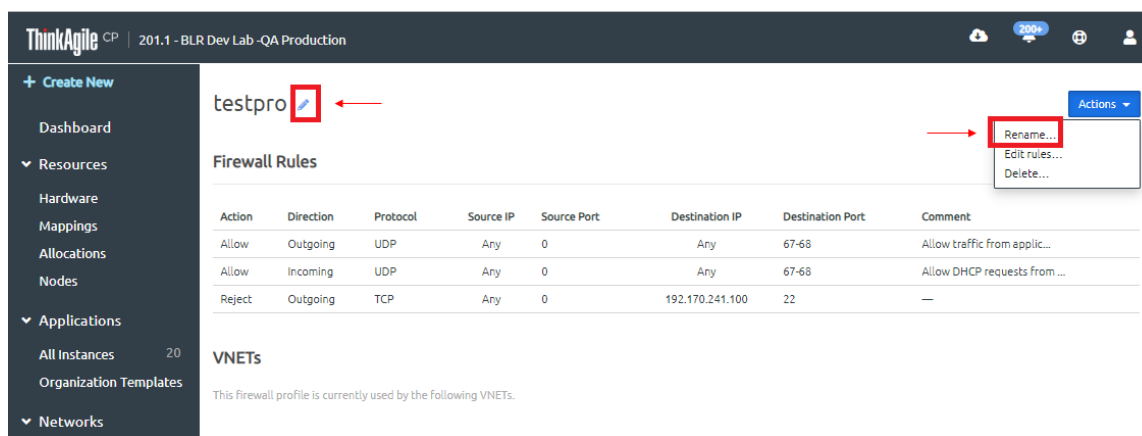 ThinkAgile CP | 201.1 - BLR Dev Lab -QA Production
200+
+ Create New
Dashboard
Resources
Hardware
Mappings
Allocations
Nodes
Applications
All Instances 20
Organization Templates
Networks
testpro
Actions
Rename...
Edit rules...
Delete...
Firewall Rules
Action Direction Protocol Source IP Source Port Destination IP Destination Port Comment
Allow Outgoing UDP Any 0 Any 67-68 Allow traffic from applic...
Allow Incoming UDP Any 0 Any 67-68 Allow DHCP requests from ...
Reject Outgoing TCP Any 0 192.170.241.100 22 —
VNETs
This firewall profile is currently used by the following VNETs.